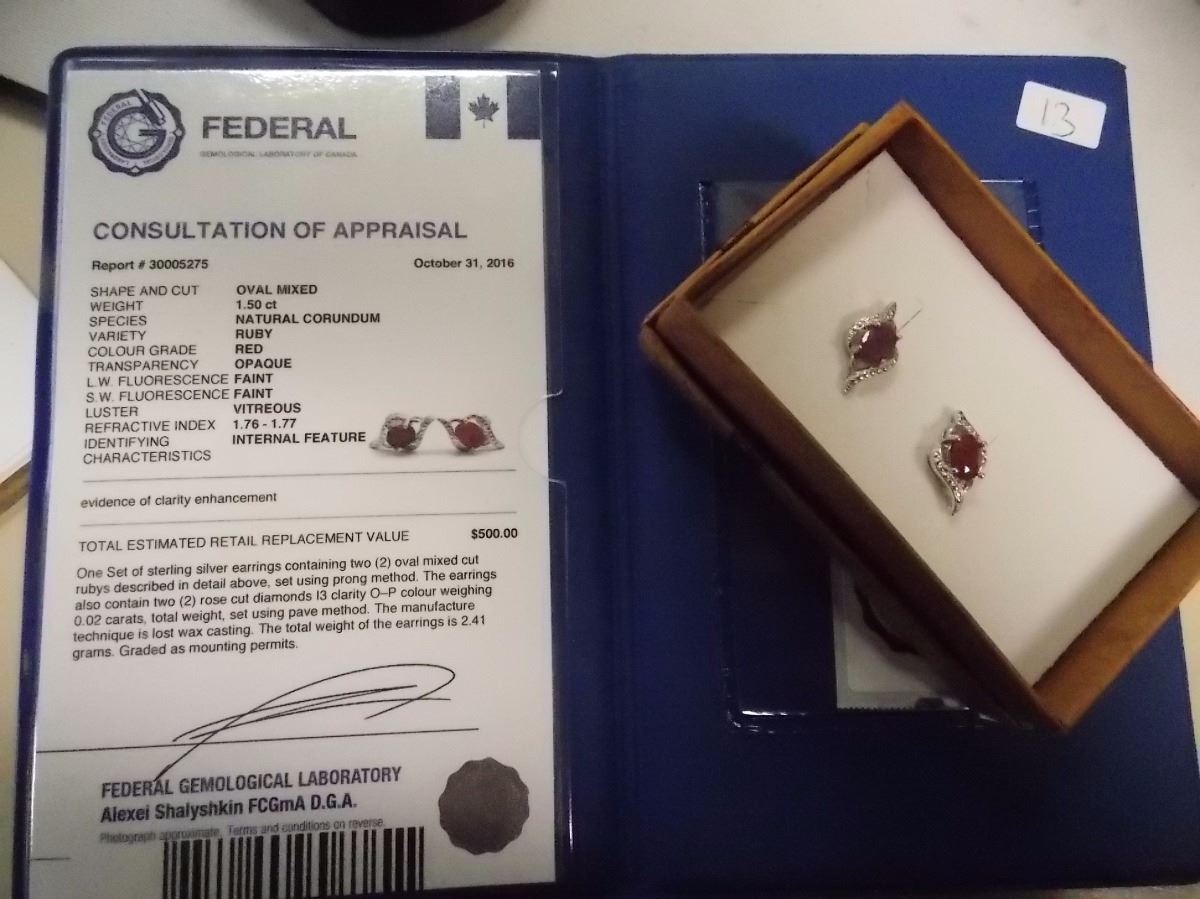 FEDERAL
GEMOLOGICAL LABORATORY OF CANADA
CONSULTATION OF APPRAISAL
Report # 30005275 October 31, 2016
SHAPE AND CUT OVAL MIXED
WEIGHT 1.50 ct
SPECIES NATURAL CORUNDUM
VARIETY RUBY
COLOUR GRADE RED
TRANSPARENCY OPAQUE
L.W. FLUORESCENCE FAINT
S.W. FLUORESCENCE FAINT
LUSTER VITREOUS
REFRACTIVE INDEX 1.76 - 1.77
IDENTIFYING INTERNAL FEATURE
CHARACTERISTICS
evidence of clarity enhancement
TOTAL ESTIMATED RETAIL REPLACEMENT VALUE $500.00
One Set of sterling silver earrings containing two (2) oval mixed cut
rubys described in detail above, set using prong method. The earrings
also contain two (2) rose cut diamonds I3 clarity O–P colour weighing
0.02 carats, total weight, set using pave method. The manufacture
technique is lost wax casting. The total weight of the earrings is 2.41
grams. Graded as mounting permits.
FEDERAL GEMOLOGICAL LABORATORY
Alexei Shalyshkin FCGmA D.G.A.
Photograph approximate. Terms and conditions on reverse.
13